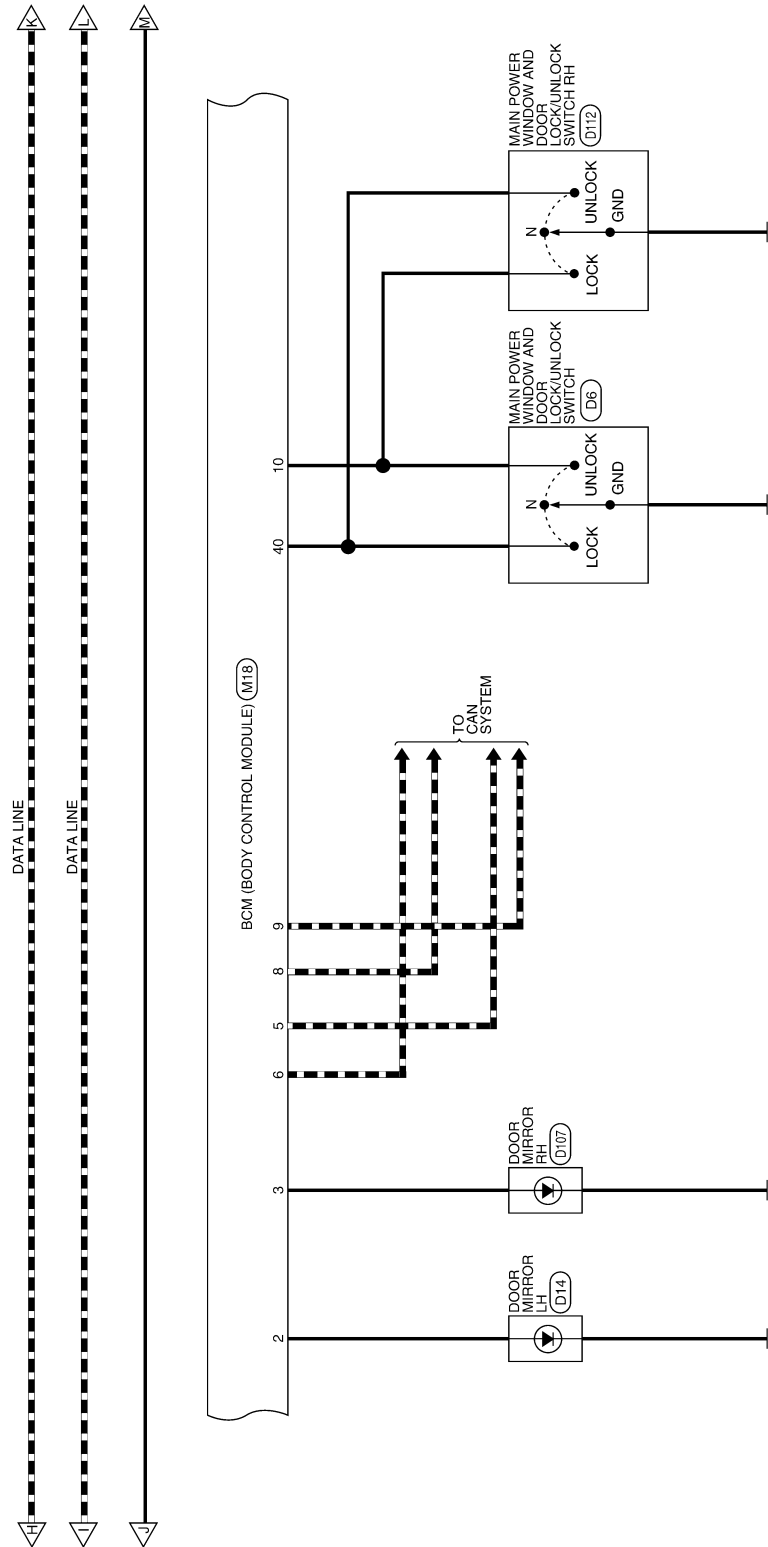 H
DATA LINE
K
I
DATA LINE
L
J
M
BCM (BODY CONTROL MODULE)
M18
2
3
6
5
8
9
40
10
TO
CAN
SYSTEM
DOOR
MIRROR
LH
D14
DOOR
MIRROR
RH
D107
MAIN POWER
WINDOW AND
DOOR
LOCK/UNLOCK
SWITCH
D6
N
LOCK
UNLOCK
GND
MAIN POWER
WINDOW AND
DOOR
LOCK/UNLOCK
SWITCH RH
D112
N
LOCK
UNLOCK
GND